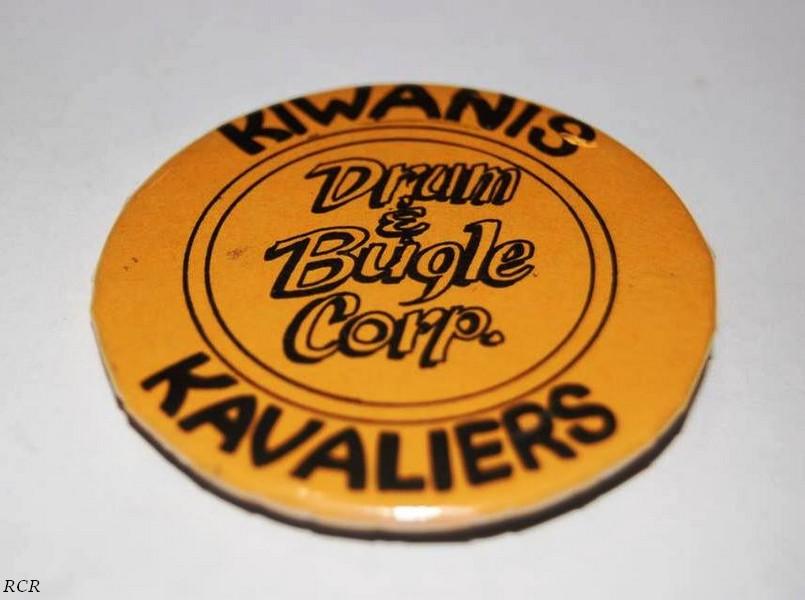 KIWANIS
Drum
&
Bugle
Corp.
KAVALIERS
RCR